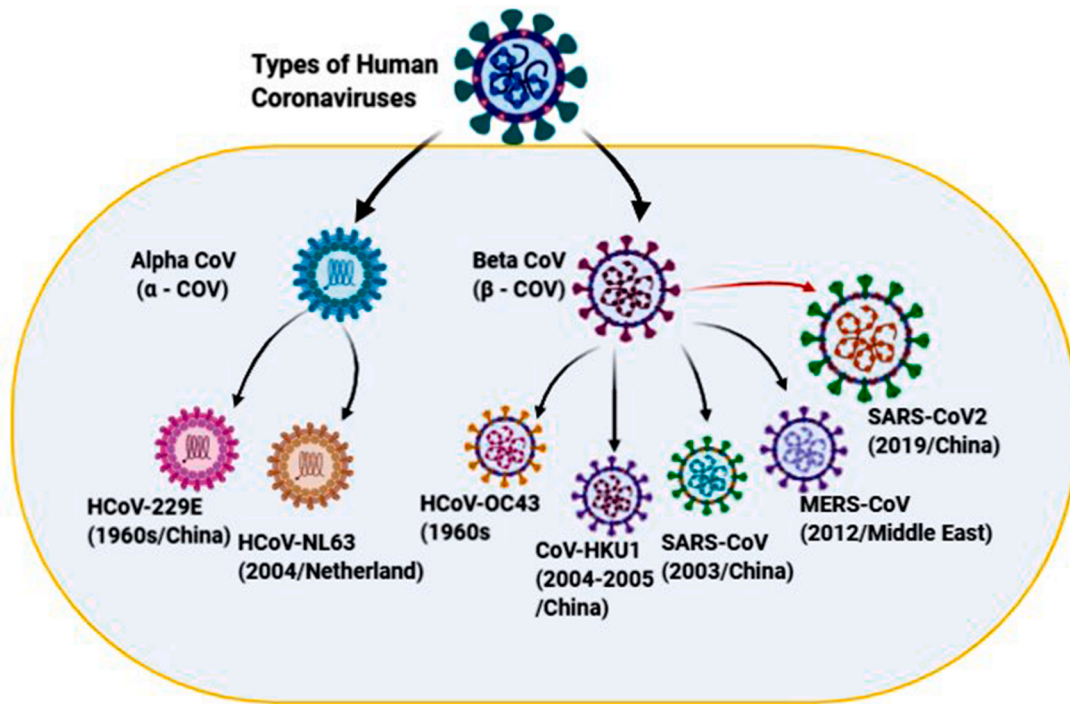 Types of Human
Coronaviruses
Alpha CoV
(α - COV)
Beta CoV
(β - COV)
HCoV-229E
(1960s/China)
HCoV-NL63
(2004/Netherland)
HCoV-OC43
(1960s
CoV-HKU1
(2004-2005
/China)
SARS-CoV
(2003/China)
MERS-CoV
(2012/Middle East)
SARS-CoV2
(2019/China)